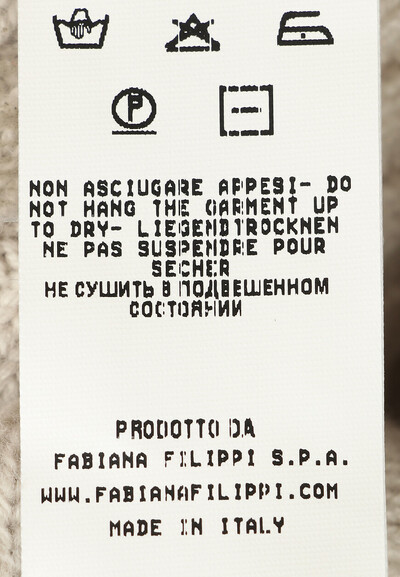 NON ASCIUGARE APPESI- DO
NOT HANG THE GARMENT UP
TO DRY- LIEGENDTROCKNEN
NE PAS SUSPENDRE POUR
SECHER
НЕ СУШИТЬ В ПОДВЕШЕННОМ
СОСТОЯНИИ
PRODOTTO DA
FABIANA FILIPPI S.P.A.
WWW.FABIANAFILIPPI.COM
MADE IN ITALY